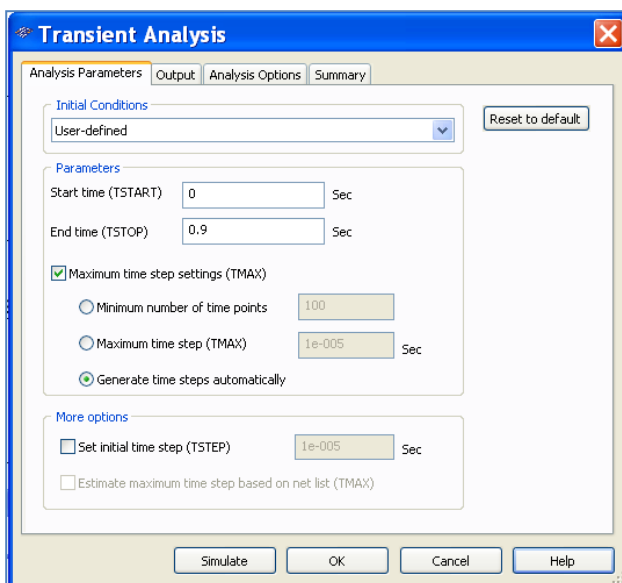 Transient Analysis
Analysis Parameters Output Analysis Options Summary
Initial Conditions
User-defined
Reset to default
Parameters
Start time (TSTART) 0 Sec
End time (TSTOP) 0.9 Sec
Maximum time step settings (TMAX)
Minimum number of time points 100
Maximum time step (TMAX) 1e-005 Sec
Generate time steps automatically
More options
Set initial time step (TSTEP) 1e-005 Sec
Estimate maximum time step based on net list (TMAX)
Simulate OK Cancel Help